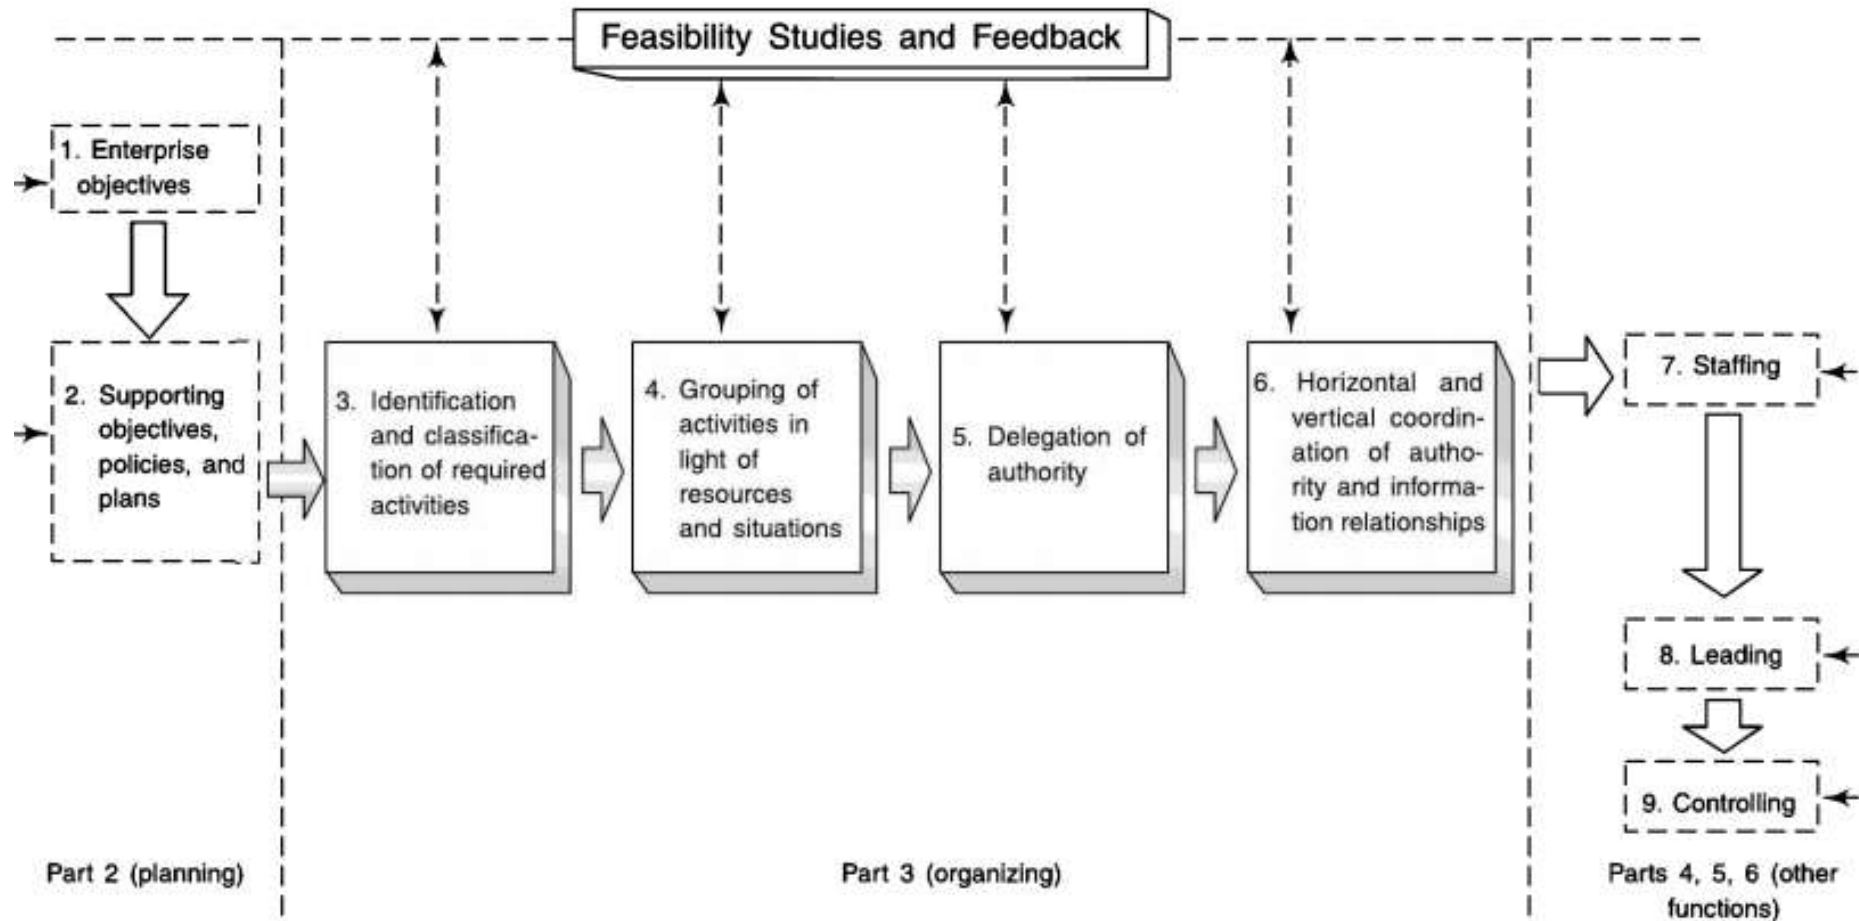 Feasibility Studies and Feedback
1. Enterprise
objectives
2. Supporting
objectives,
policies, and
plans
3. Identification
and classifica-
tion of required
activities
4. Grouping of
activities in
light of
resources
and situations
5. Delegation of
authority
6. Horizontal and
vertical coordin-
ation of autho-
rity and informa-
tion relationships
7. Staffing
8. Leading
9. Controlling
Part 2 (planning)
Part 3 (organizing)
Parts 4, 5, 6 (other
functions)